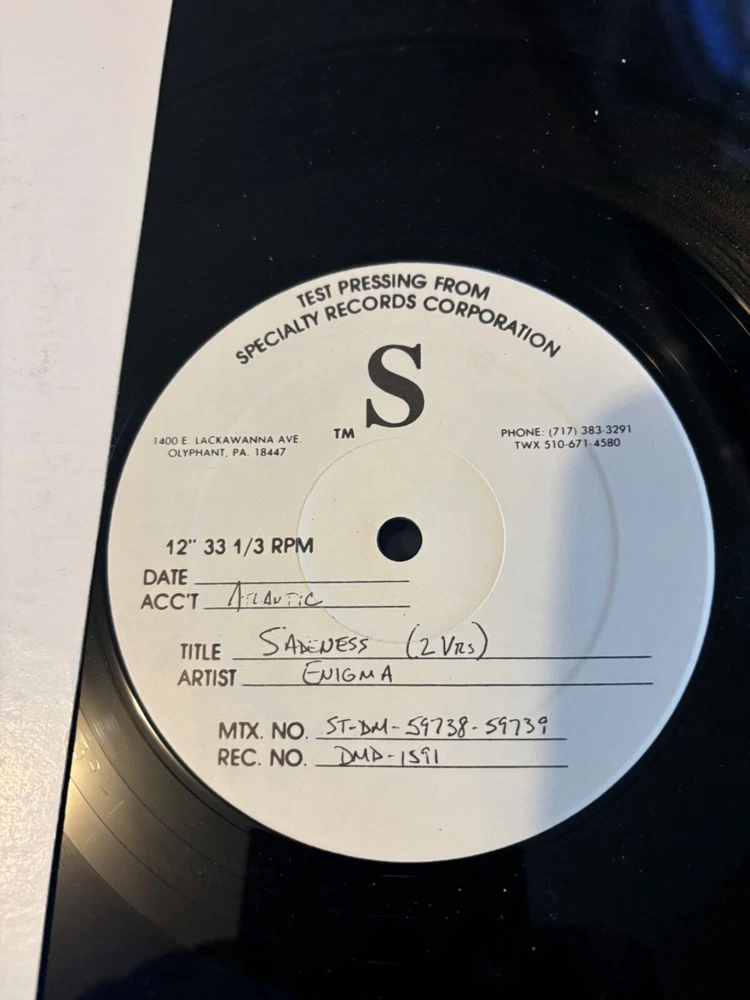 TEST PRESSING FROM
SPECIALTY RECORDS CORPORATION
S
TM
1400 E. LACKAWANNA AVE.
OLYPHANT, PA. 18447
PHONE: (717) 383-3291
TWX 510-671-4580
12" 33 1/3 RPM
DATE
ACC'T ATLANTIC
TITLE SADENESS (2 VRS)
ARTIST ENIGMA
MTX. NO. ST-DM-59738-59739
REC. NO. DMD-1591